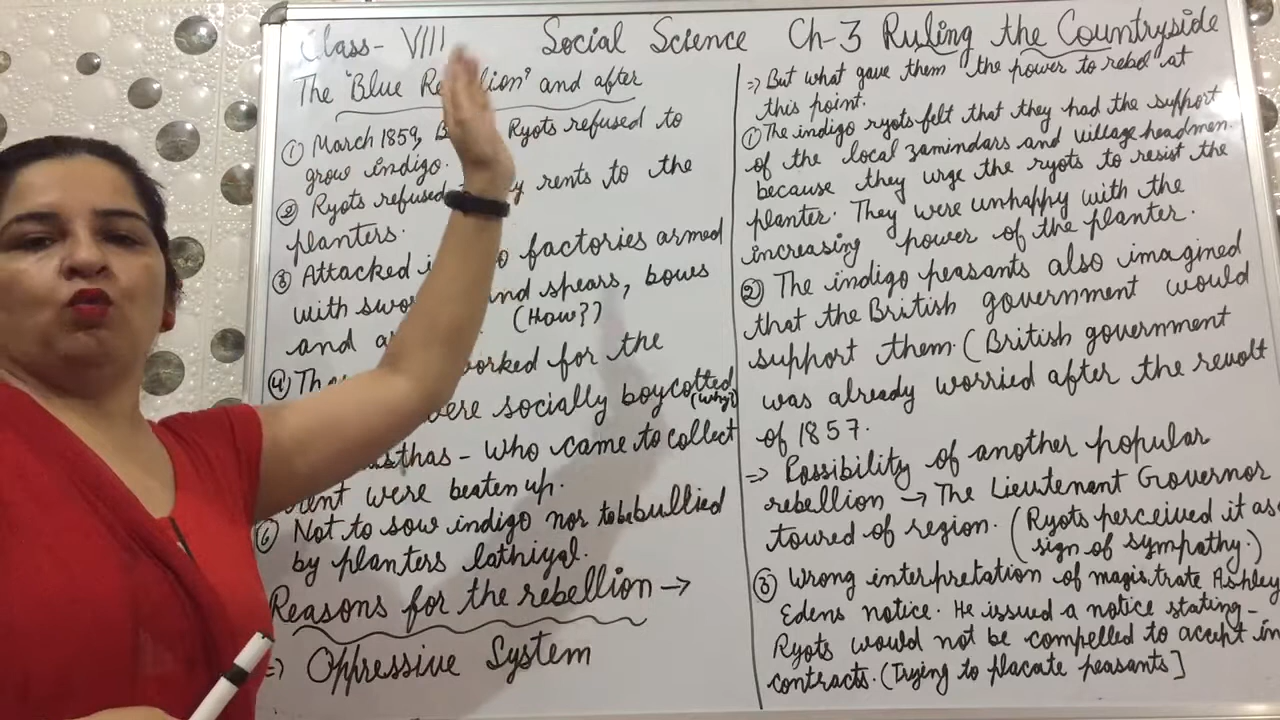 Class- VIII Social Science Ch-3 Ruling the Countryside
The "Blue and after
① March 1859, Ryots refused to
grow indigo.
② Ryots refused rents to the
planters.
③ Attacked factories armed
with spears, bows
and (How?)
④ worked for the
were socially boycotted
(why?)
- Who came to collect
rent were beaten up.
⑥ Not to sow indigo nor to be bullied
by planters lathiyal.
Reasons for the rebellion →
⇒ Oppressive System
⇒ But what gave them the power to rebel at
this point.
① The indigo ryots felt that they had the support
of the local zamindars and village headmen.
because they urge the ryots to resist the
planter. They were unhappy with the
increasing power of the planter.
② The indigo peasants also imagined
that the British government would
support them. (British government
was already worried after the revolt
of 1857.
⇒ Possibility of another popular
rebellion → The Lieutenant Governor
toured of region. (Ryots perceived it as
sign of sympathy.)
③ Wrong interpretation of magistrate Ashley
Edens notice. He issued a notice stating-
Ryots would not be compelled to accept in
contracts. (Trying to placate peasants]